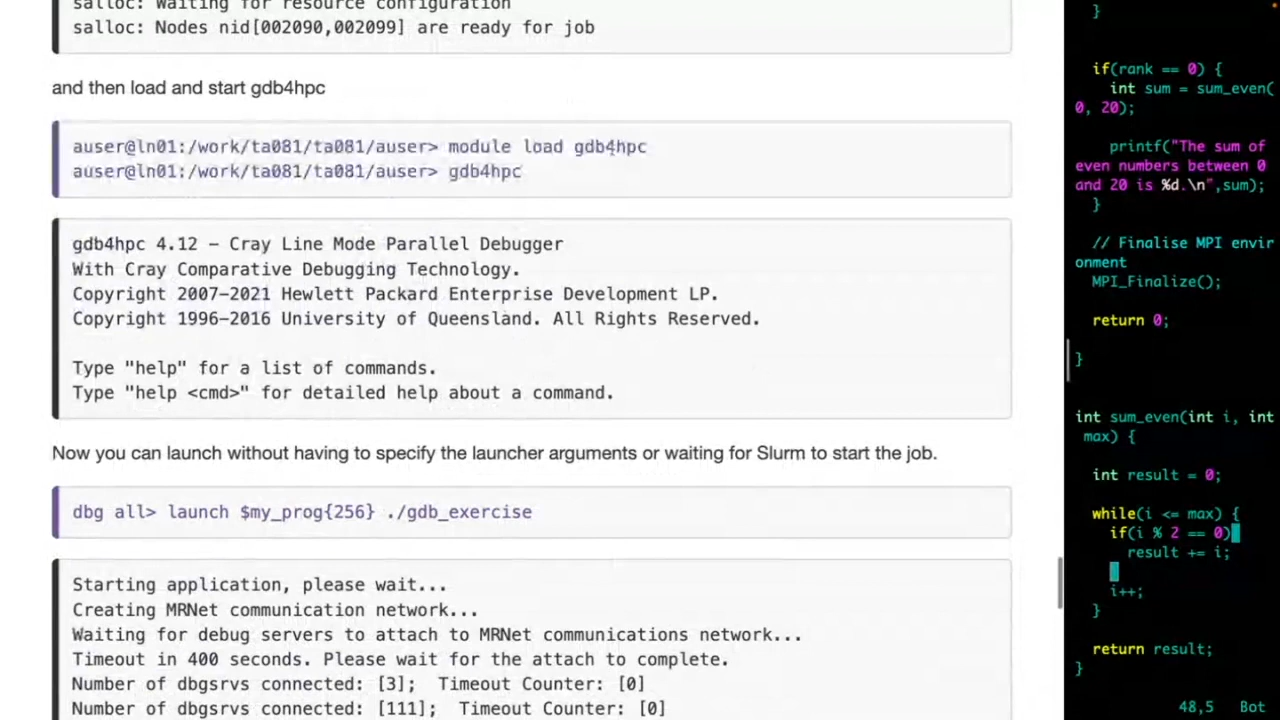 salloc: Waiting for resource configuration
salloc: Nodes nid[002090,002099] are ready for job
and then load and start gdb4hpc
auser@ln01:/work/ta081/ta081/auser> module load gdb4hpc
auser@ln01:/work/ta081/ta081/auser> gdb4hpc
gdb4hpc 4.12 – Cray Line Mode Parallel Debugger
With Cray Comparative Debugging Technology.
Copyright 2007–2021 Hewlett Packard Enterprise Development LP.
Copyright 1996–2016 University of Queensland. All Rights Reserved.
Type "help" for a list of commands.
Type "help <cmd>" for detailed help about a command.
Now you can launch without having to specify the launcher arguments or waiting for Slurm to start the job.
dbg all> launch $my_prog{256} ./gdb_exercise
Starting application, please wait...
Creating MRNet communication network...
Waiting for debug servers to attach to MRNet communications network...
Timeout in 400 seconds. Please wait for the attach to complete.
Number of dbgsrvs connected: [3];  Timeout Counter: [0]
Number of dbgsrvs connected: [111];  Timeout Counter: [0]
}
if(rank == 0) {
int sum = sum_even(
0, 20);
printf("The sum of
even numbers between 0
and 20 is %d.\n",sum);
}
// Finalise MPI envir
onment
MPI_Finalize();
return 0;
}
int sum_even(int i, int
max) {
int result = 0;
while(i <= max) {
if(i % 2 == 0)
result += i;
i++;
}
return result;
}
48,5 Bot